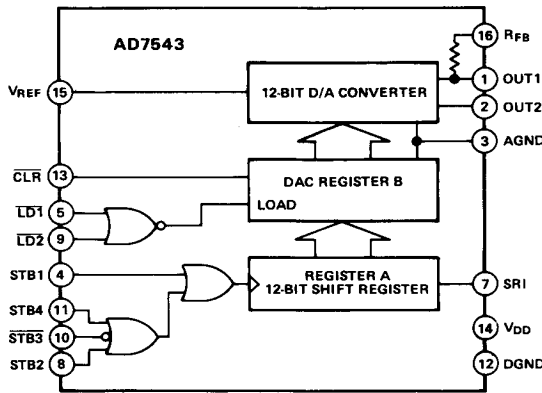 AD7543
16 RFB
VREF 15
12-BIT D/A CONVERTER
1 OUT1
2 OUT2
3 AGND
CLR 13
DAC REGISTER B
LOAD
LD1 5
LD2 9
STB1 4
REGISTER A
12-BIT SHIFT REGISTER
7 SRI
STB4 11
STB3 10
STB2 8
14 VDD
12 DGND